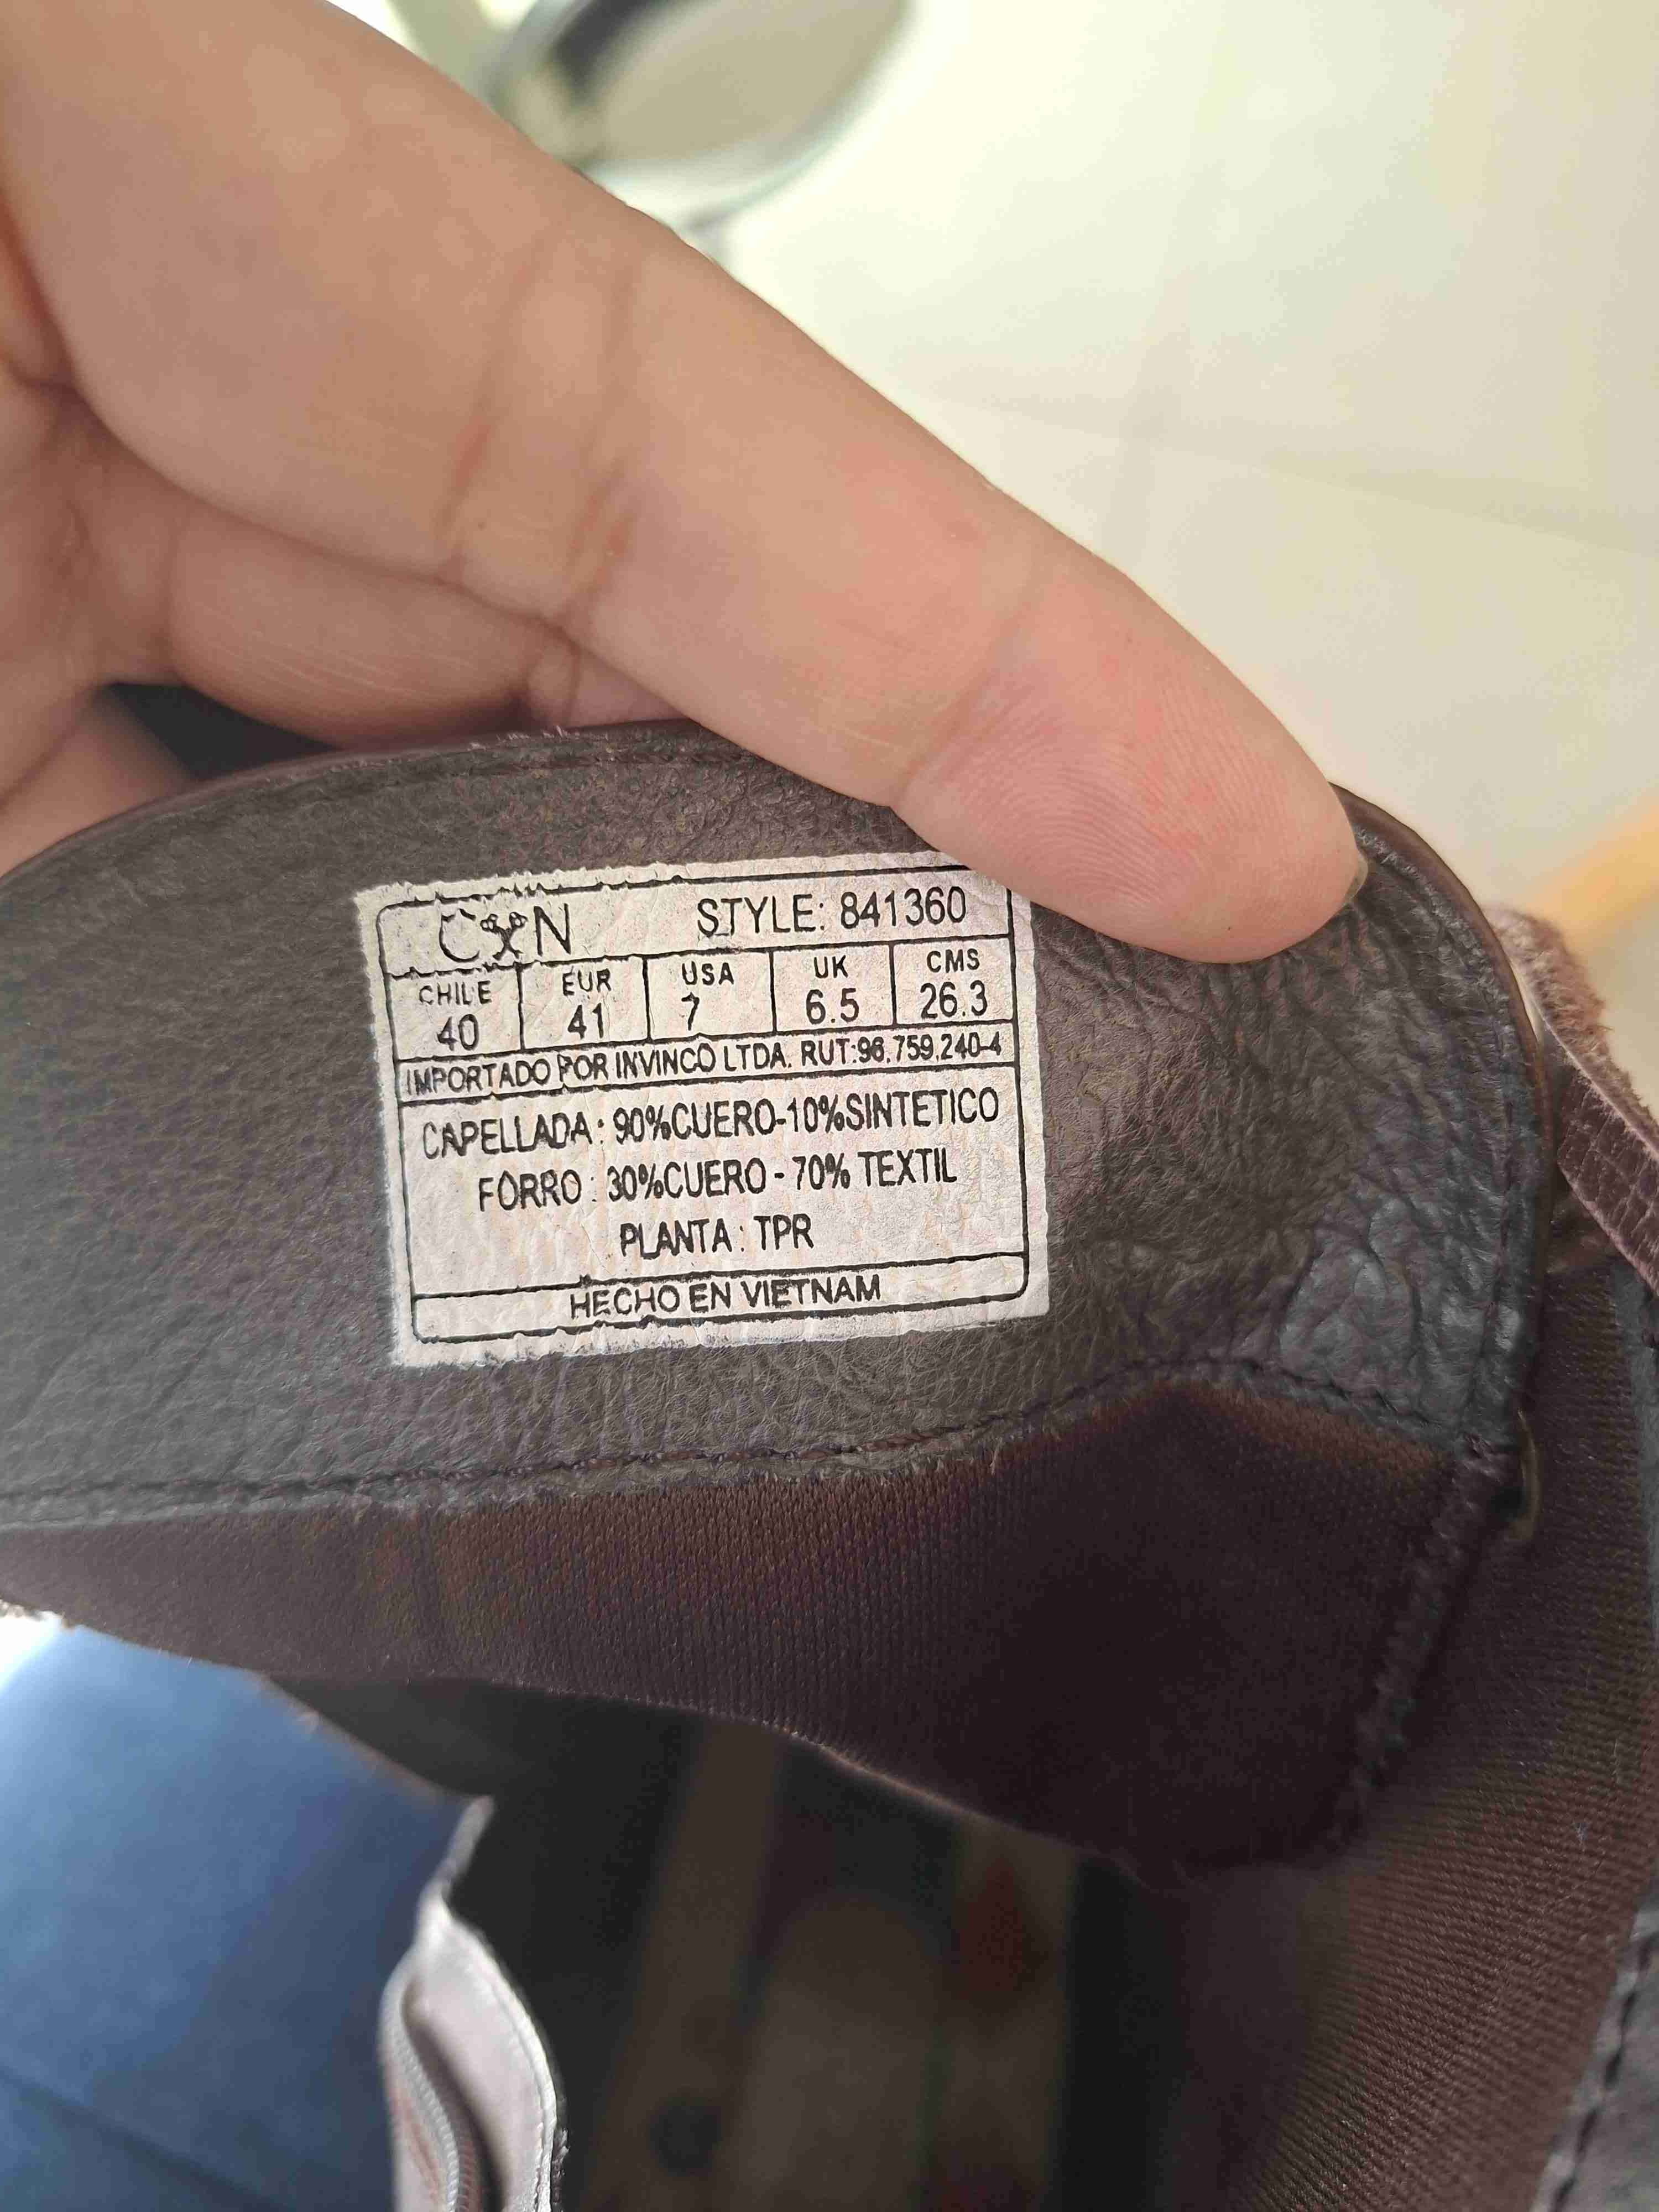 STYLE: 841360
CHILE EUR USA UK CMS
40 41 7 6.5 26.3
IMPORTADO POR INVINCO LTDA. RUT:96.759.240-4
CAPELLADA: 90%CUERO-10%SINTETICO
FORRO: 30%CUERO - 70% TEXTIL
PLANTA: TPR
HECHO EN VIETNAM